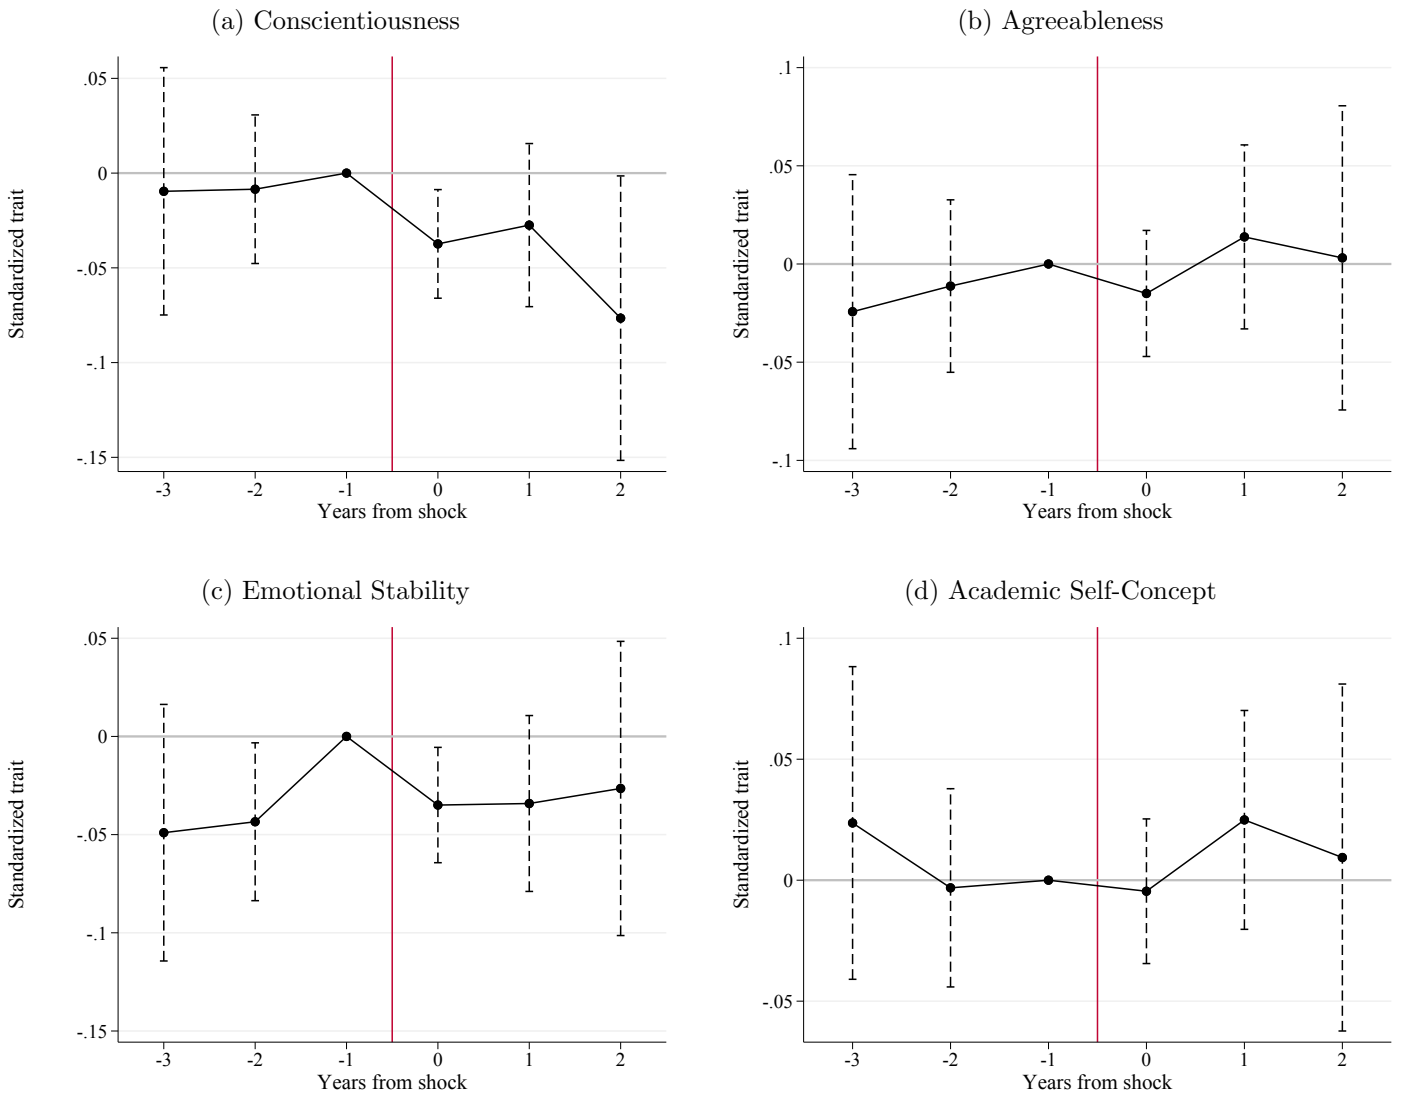 (a) Conscientiousness
.05
0
-.05
-.1
-.15
Standardized trait
-3 -2 -1 0 1 2
Years from shock
(b) Agreeableness
.1
.05
0
-.05
-.1
Standardized trait
-3 -2 -1 0 1 2
Years from shock
(c) Emotional Stability
.05
0
-.05
-.1
-.15
Standardized trait
-3 -2 -1 0 1 2
Years from shock
(d) Academic Self-Concept
.1
.05
0
-.05
Standardized trait
-3 -2 -1 0 1 2
Years from shock